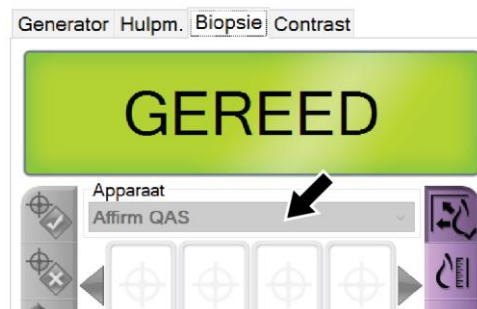 Generator Hulpm. Biopsie Contrast
GEREED
Apparaat
Affirm QAS